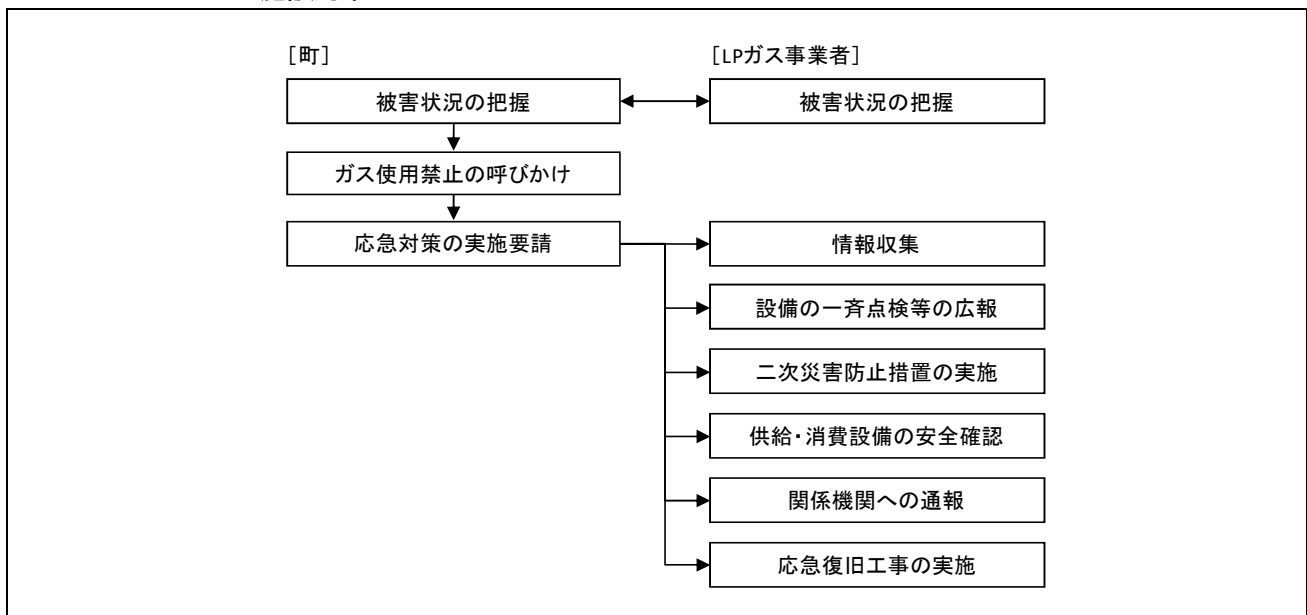 [町]
[LPガス事業者]
被害状況の把握
被害状況の把握
ガス使用禁止の呼びかけ
応急対策の実施要請
情報収集
設備の一斉点検等の広報
二次災害防止措置の実施
供給・消費設備の安全確認
関係機関への通報
応急復旧工事の実施